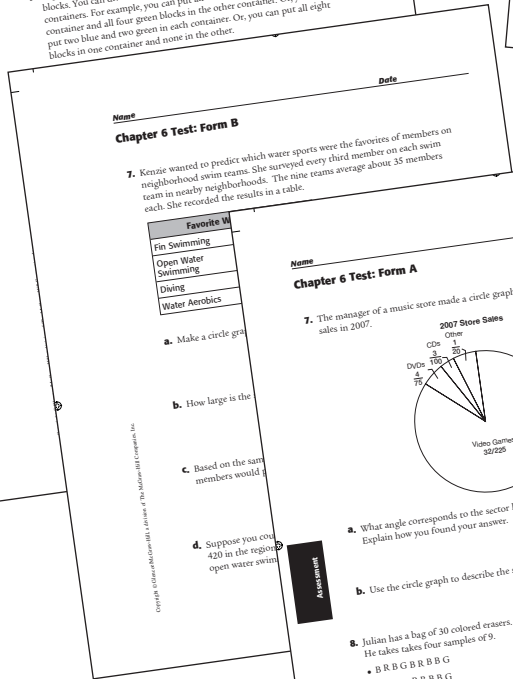 blocks. You can
containers. For example, you can put
container and all four green blocks in the other container.
put two blue and two green in each container. Or, you can put all eight
blocks in one container and none in the other.
Name
Date
Chapter 6 Test: Form B
7. Kenzie wanted to predict which warer sports were the favorites of members on
neighborhood swim teams. She surveyed every third member on each swim
team in nearby neighborhoods. The nine teams average about 35 members
each. She recorded the results in a table.
Favorite W
Fin Swimming
Open Water
Swimming
Diving
Water Aerobics
a. Make a circle gra
b. How large is the
c. Based on the sam
members would
d. Suppose you cou
420 in the region
open water swim
Copyright © Glencoe/McGraw-Hill, a division of The McGraw-Hill Companies, Inc.
Name
Chapter 6 Test: Form A
7. The manager of a music store made a circle graph
sales in 2007.
2007 Store Sales
Other
1/20
CDs
3/100
DVDs
4/75
Video Games
32/225
a. What angle corresponds to the sector
Explain how you found your answer.
b. Use the circle graph to describe the
Assessment
8. Julian has a bag of 30 colored erasers.
He takes takes four samples of 9.
• B R B G B R B B G